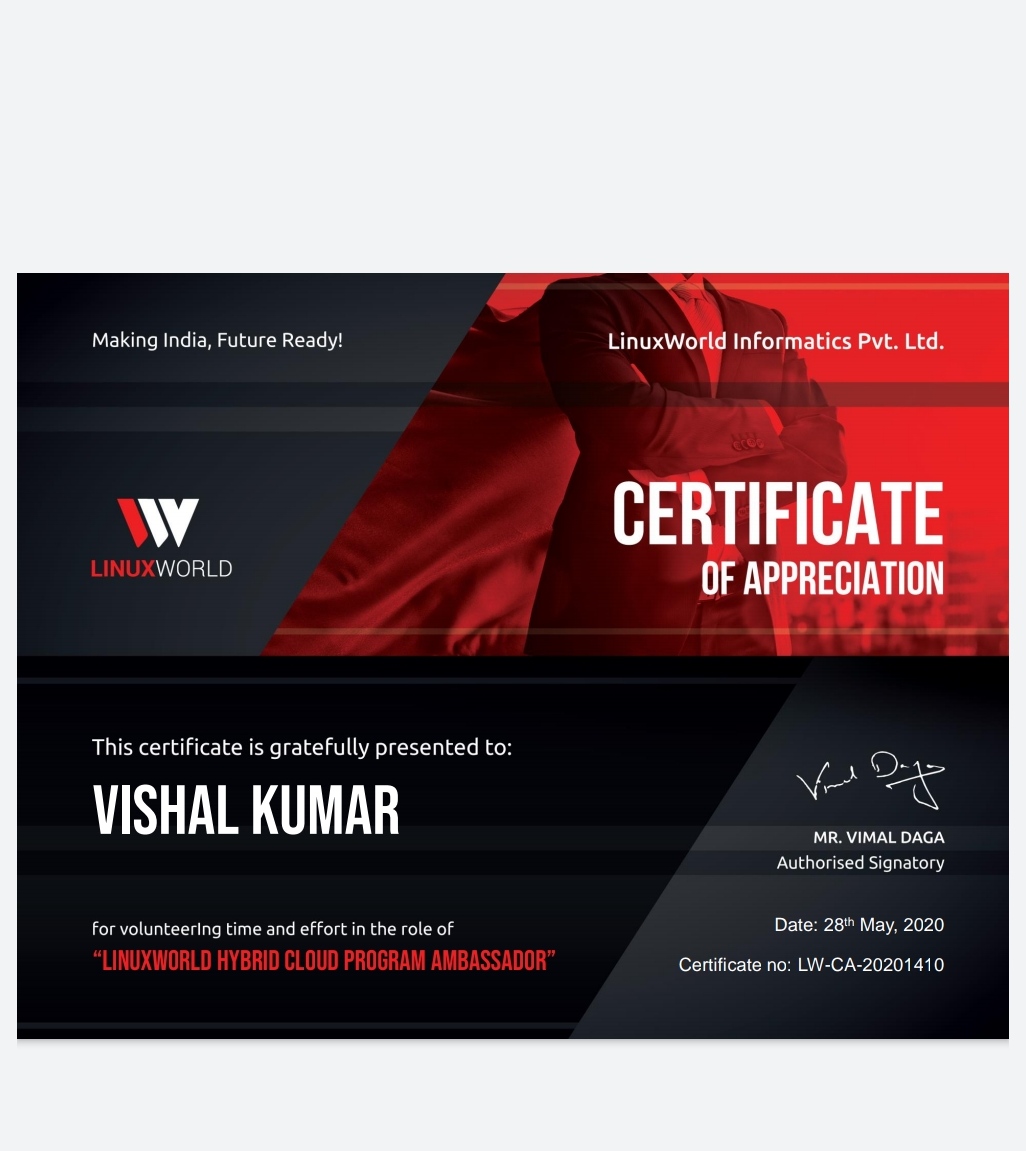 Making India, Future Ready!
LinuxWorld Informatics Pvt. Ltd.
LINUXWORLD
CERTIFICATE
OF APPRECIATION
This certificate is gratefully presented to:
VISHAL KUMAR
Vimal Daga
MR. VIMAL DAGA
Authorised Signatory
for volunteering time and effort in the role of
“LINUXWORLD HYBRID CLOUD PROGRAM AMBASSADOR”
Date: 28th May, 2020
Certificate no: LW-CA-20201410